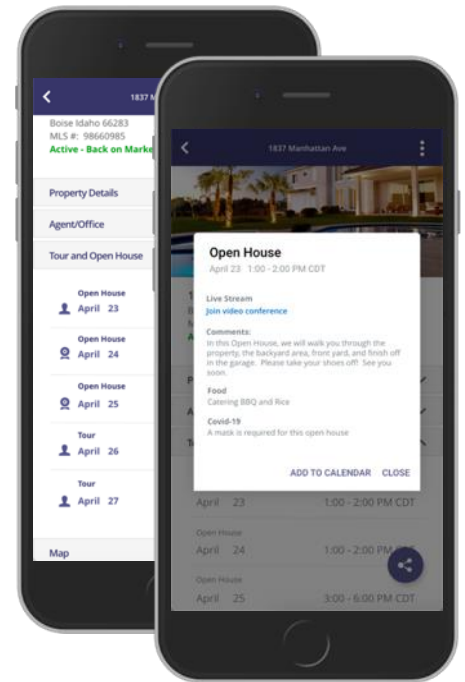 1837 M
Boise Idaho 66283
MLS #: 98660985
Active - Back on Marke
Property Details
Agent/Office
Tour and Open House
Open House
April 23
Open House
April 24
Open House
April 25
Tour
April 26
Tour
April 27
Map
1837 Manhattan Ave
Open House
April 23 1:00 - 2:00 PM CDT
Live Stream
Join video conference
Comments:
In this Open House, we will walk you through the
property, the backyard area, front yard, and finish off
in the garage. Please take your shoes off! See you
soon.
Food
Catering BBQ and Rice
Covid-19
A mask is required for this open house
ADD TO CALENDAR CLOSE
April 23 1:00 - 2:00 PM CDT
Open House
April 24 1:00 - 2:00 PM
Open House
April 25 3:00 - 6:00 PM CDT